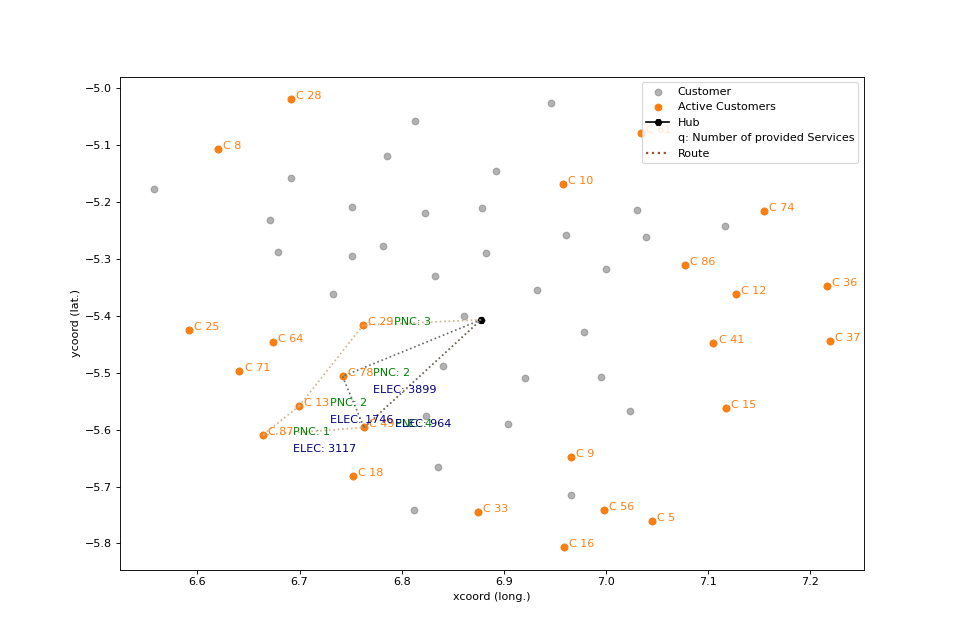 Customer
Active Customers
Hub
q: Number of provided Services
Route
C 28
C 8
C 10
C 74
C 86
C 36
C 12
C 25
C 29
PNC: 3
C 64
C 41
C 37
C 71
C 78
PNC: 2
ELEC: 3899
C 13
PNC: 2
C 15
ELEC: 1746
C 87
PNC: 1
ELEC: 3117
C 9
C 18
C 33
C 56
C 5
C 16
−5.0
−5.1
−5.2
−5.3
−5.4
−5.5
−5.6
−5.7
−5.8
ycoord (lat.)
6.6
6.7
6.8
6.9
7.0
7.1
7.2
xcoord (long.)